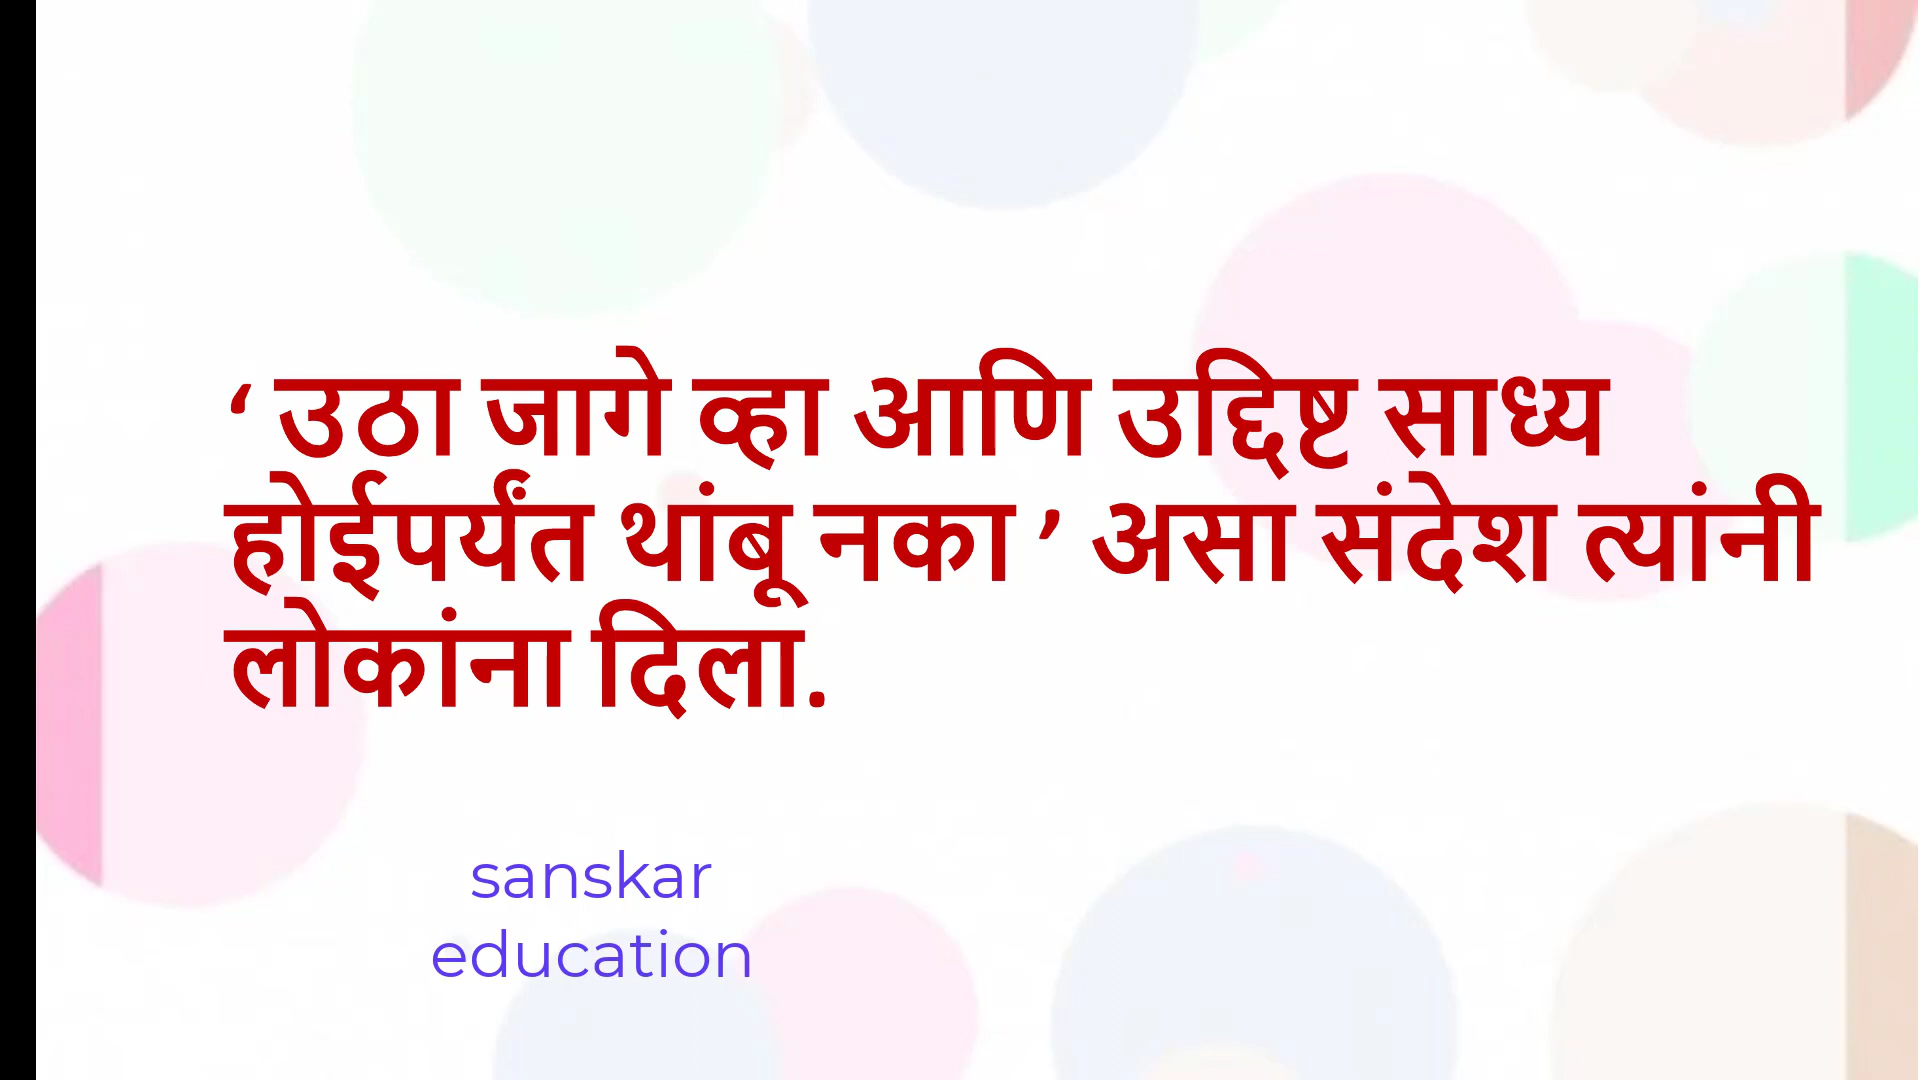 ‘ उठा जागे व्हा आणि उद्दिष्ट साध्य
होईपर्यंत थांबू नका ’ असा संदेश त्यांनी
लोकांना दिला.
sanskar
education